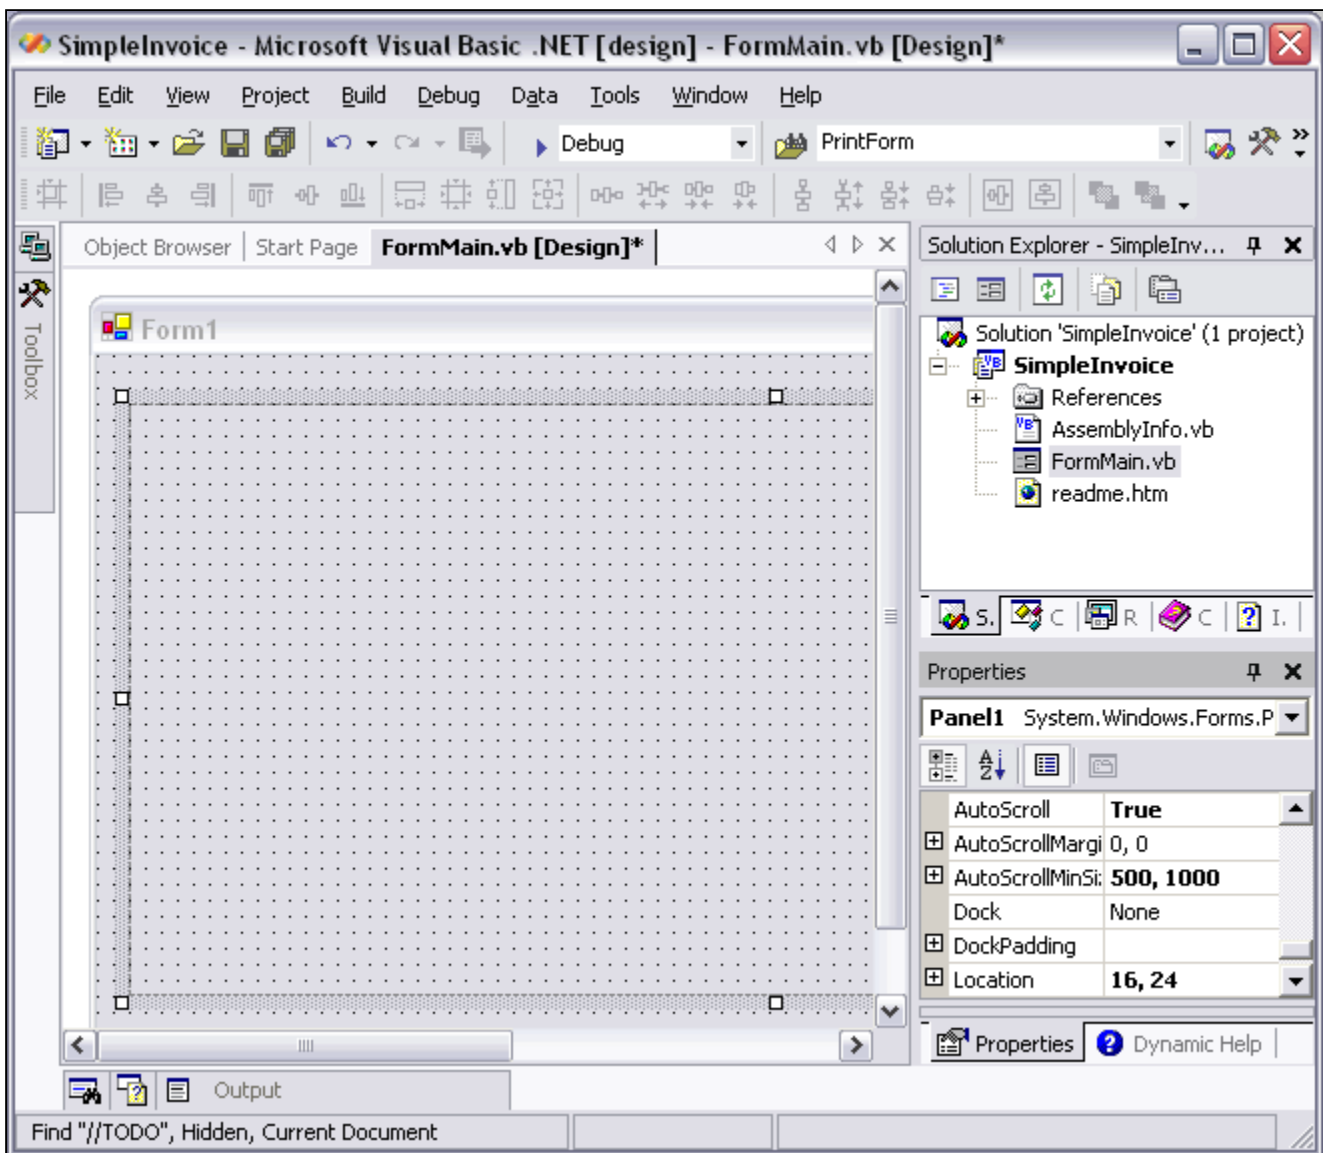 SimpleInvoice - Microsoft Visual Basic .NET [design] - FormMain.vb [Design]*
File Edit View Project Build Debug Data Tools Window Help
Debug PrintForm
Object Browser Start Page FormMain.vb [Design]*
Toolbox
Form1
Solution Explorer - SimpleInv...
Solution 'SimpleInvoice' (1 project)
SimpleInvoice
References
AssemblyInfo.vb
FormMain.vb
readme.htm
S. C R C I.
Properties
Panel1 System.Windows.Forms.P
AutoScroll True
AutoScrollMargi 0, 0
AutoScrollMinSi: 500, 1000
Dock None
DockPadding
Location 16, 24
Properties Dynamic Help
Output
Find "//TODO", Hidden, Current Document